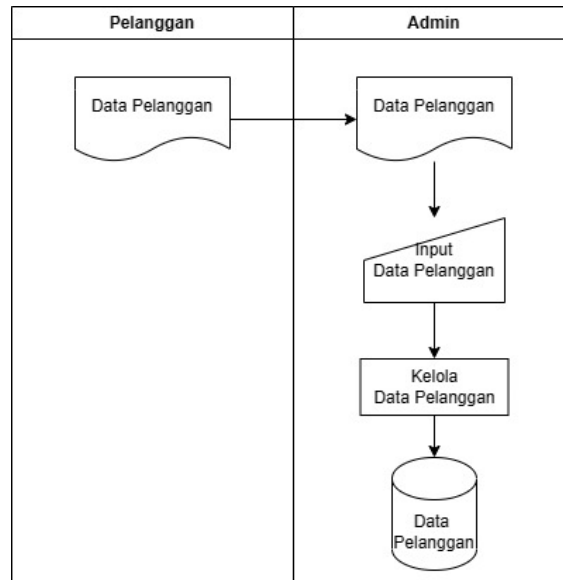 Pelanggan
Admin
Data Pelanggan
Data Pelanggan
Input
Data Pelanggan
Kelola
Data Pelanggan
Data
Pelanggan